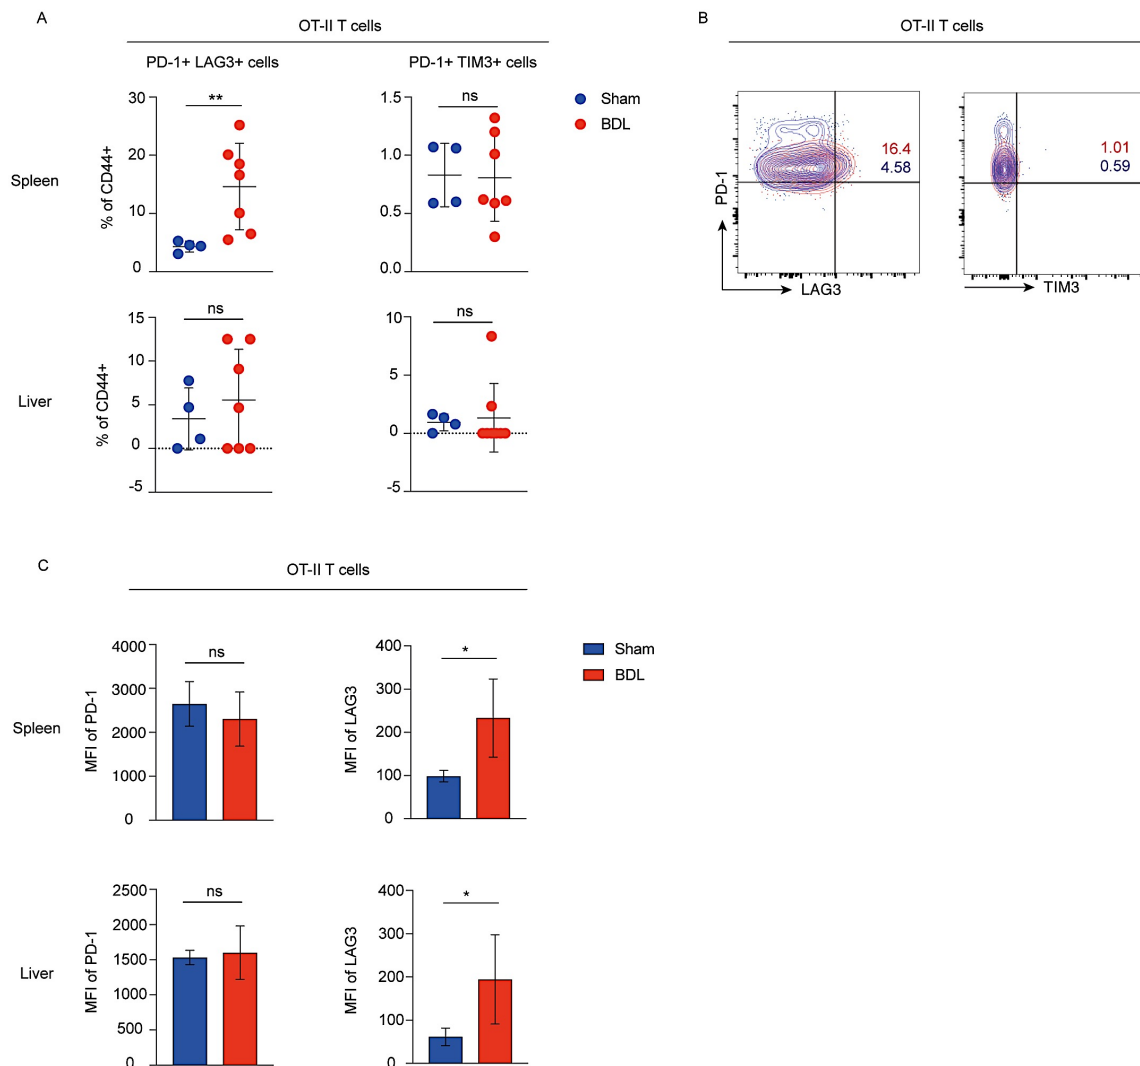 A
OT-II T cells
PD-1+ LAG3+ cells
PD-1+ TIM3+ cells
Spleen
% of CD44+
30
20
10
0
**
1.5
1.0
0.5
0.0
ns
Sham
BDL
Liver
% of CD44+
15
10
5
0
-5
ns
10
5
0
-5
ns
B
OT-II T cells
PD-1
16.4
4.58
LAG3
1.01
0.59
TIM3
C
OT-II T cells
Spleen
MFI of PD-1
4000
3000
2000
1000
0
ns
MFI of LAG3
400
300
200
100
0
*
Sham
BDL
Liver
MFI of PD-1
2500
2000
1500
1000
500
0
ns
MFI of LAG3
400
300
200
100
0
*